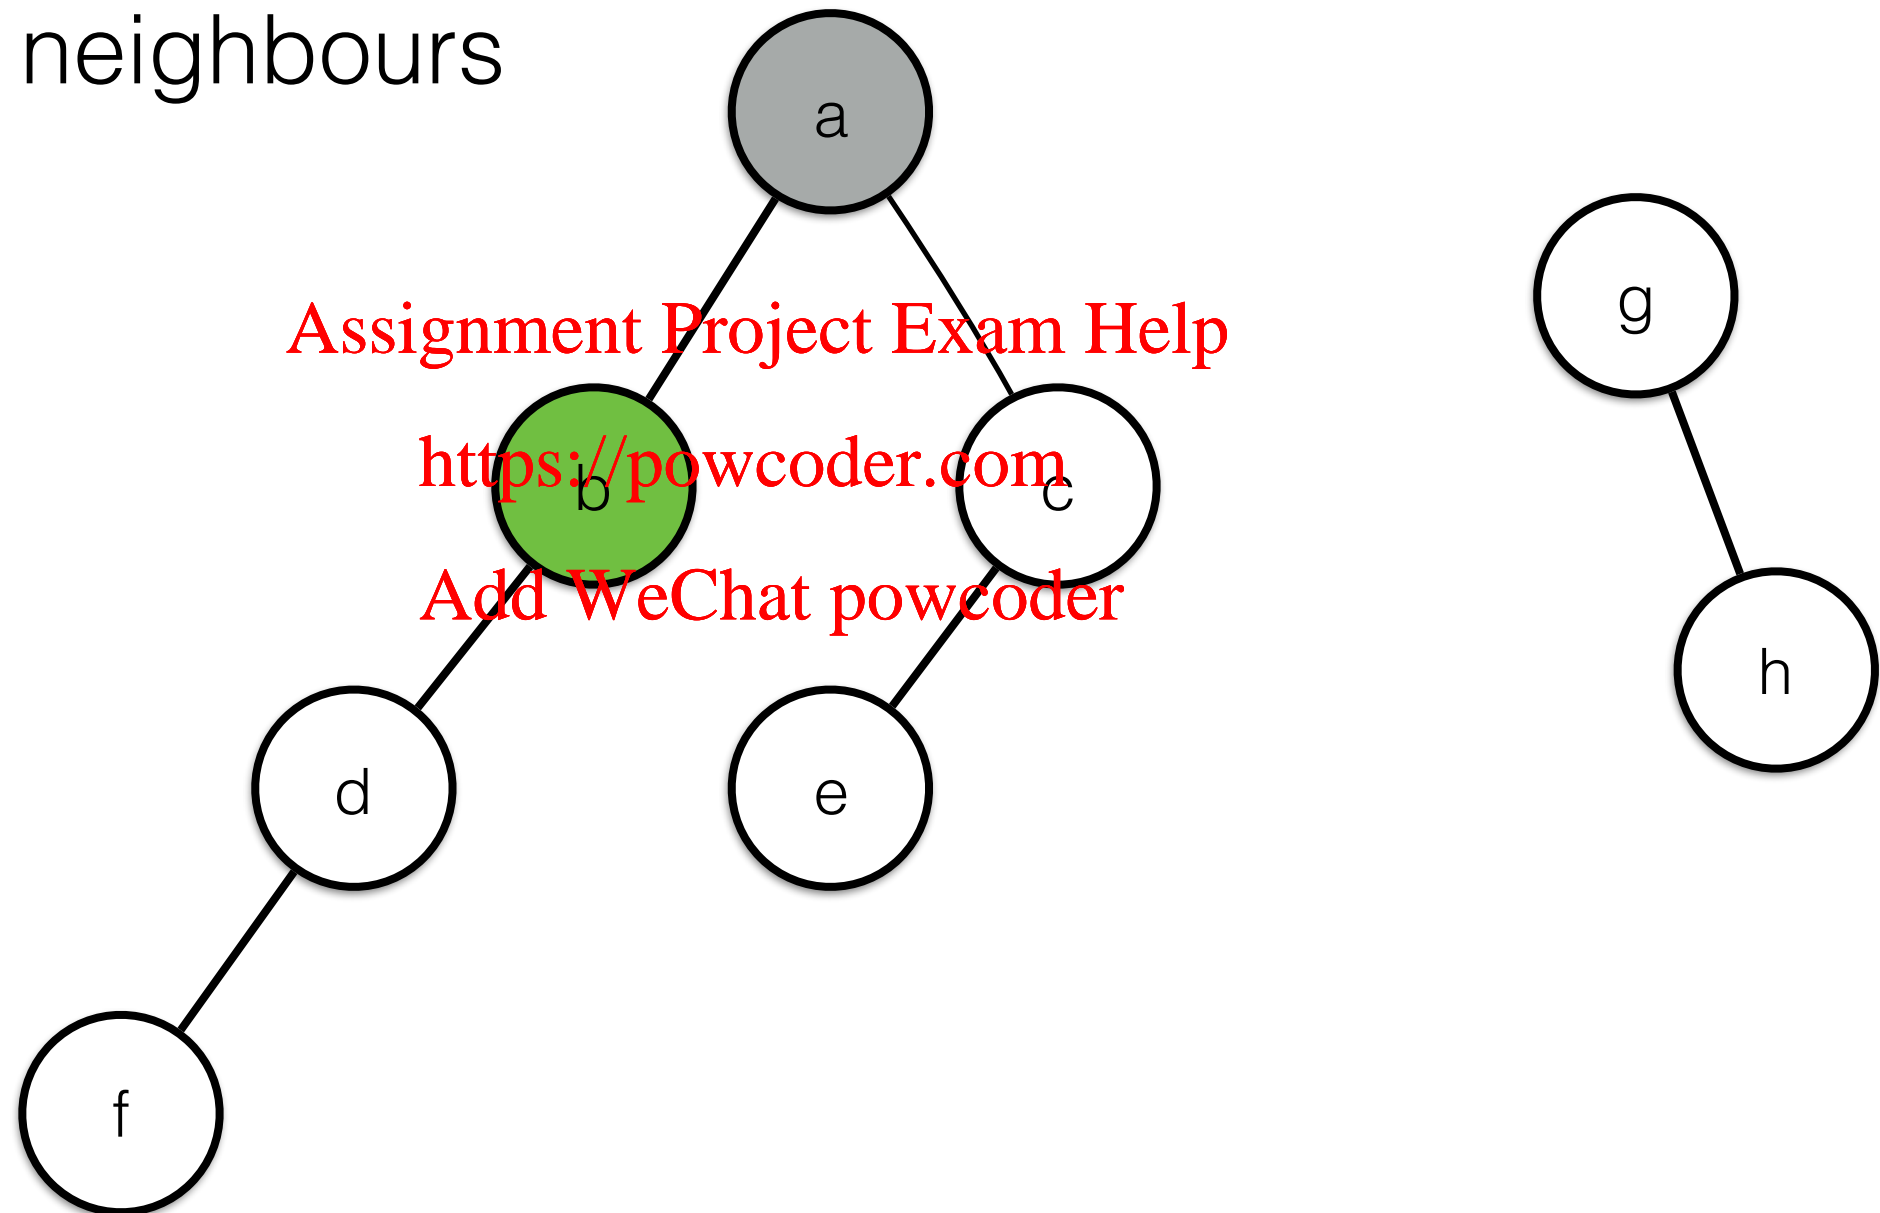 neighbours
a
g
Assignment Project Exam Help
https://powcoder.com
b
c
Add WeChat powcoder
h
d
e
f